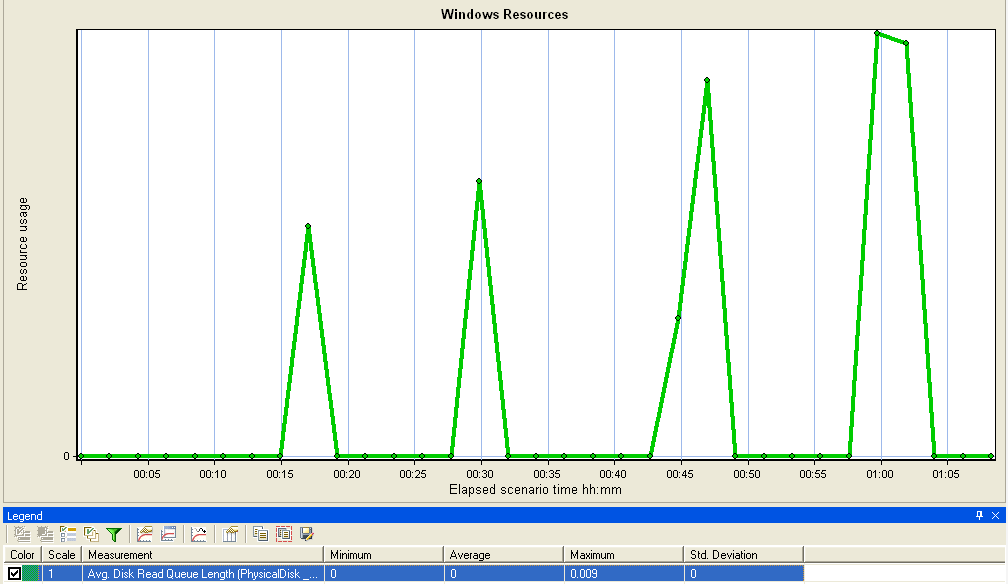 Windows Resources
Resource usage
0
00:05 00:10 00:15 00:20 00:25 00:30 00:35 00:40 00:45 00:50 00:55 01:00 01:05
Elapsed scenario time hh:mm
Legend
Color Scale Measurement Minimum Average Maximum Std. Deviation
1 Avg. Disk Read Queue Length (PhysicalDisk _... 0 0 0.009 0